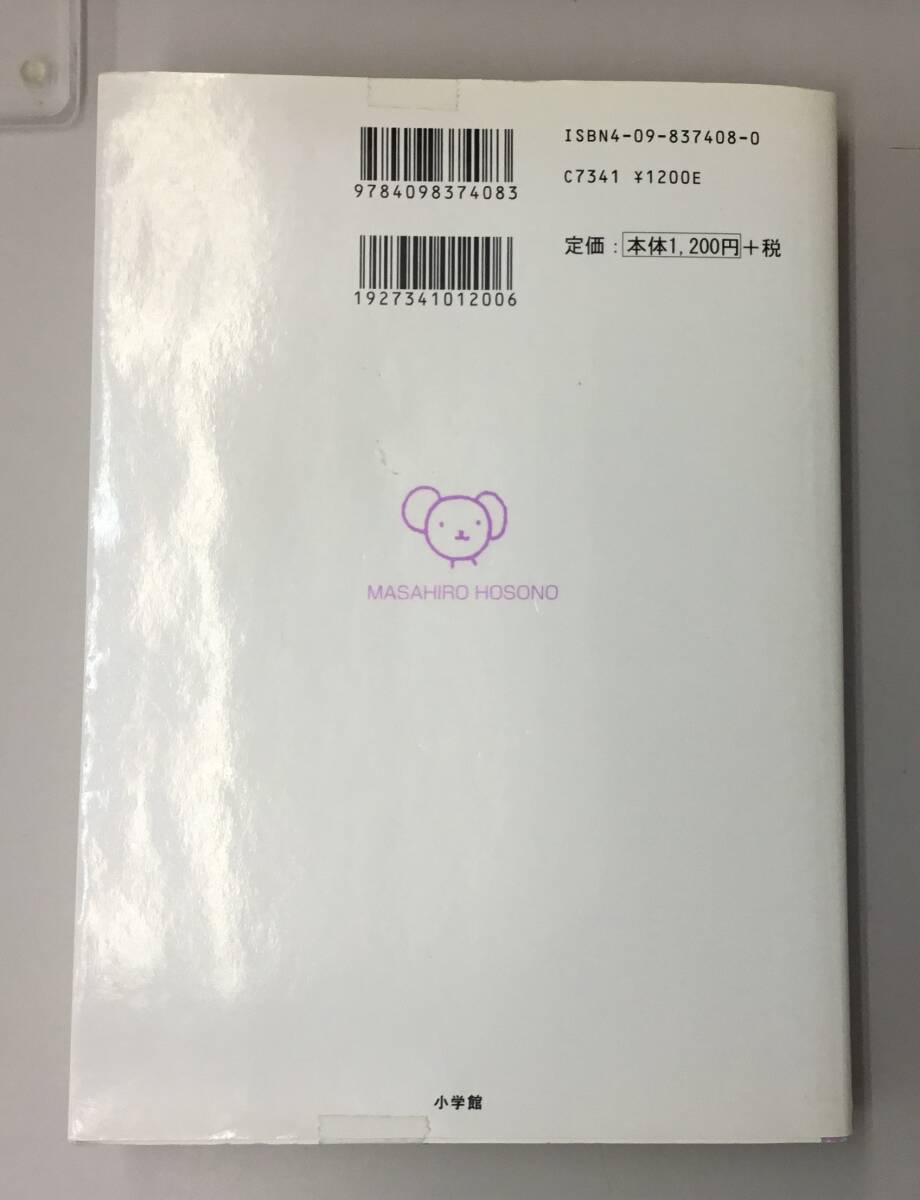 ISBN4-09-837408-0
9784098374083
C7341 ¥1200E
定価：本体1,200円+税
1927341012006
MASAHIRO HOSONO
小学館